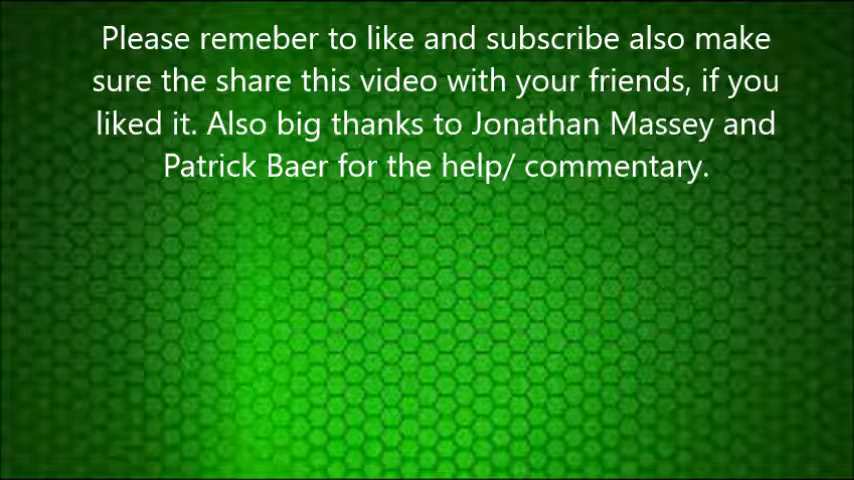 Please remeber to like and subscribe also make
sure the share this video with your friends, if you
liked it. Also big thanks to Jonathan Massey and
Patrick Baer for the help/ commentary.